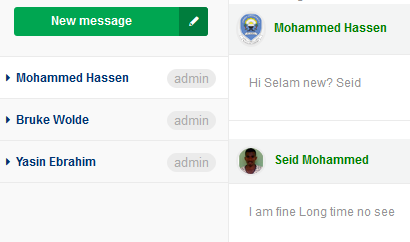 New message
Mohammed Hassen admin
Bruke Wolde admin
Yasin Ebrahim admin
Mohammed Hassen
Hi Selam new? Seid
Seid Mohammed
I am fine Long time no see